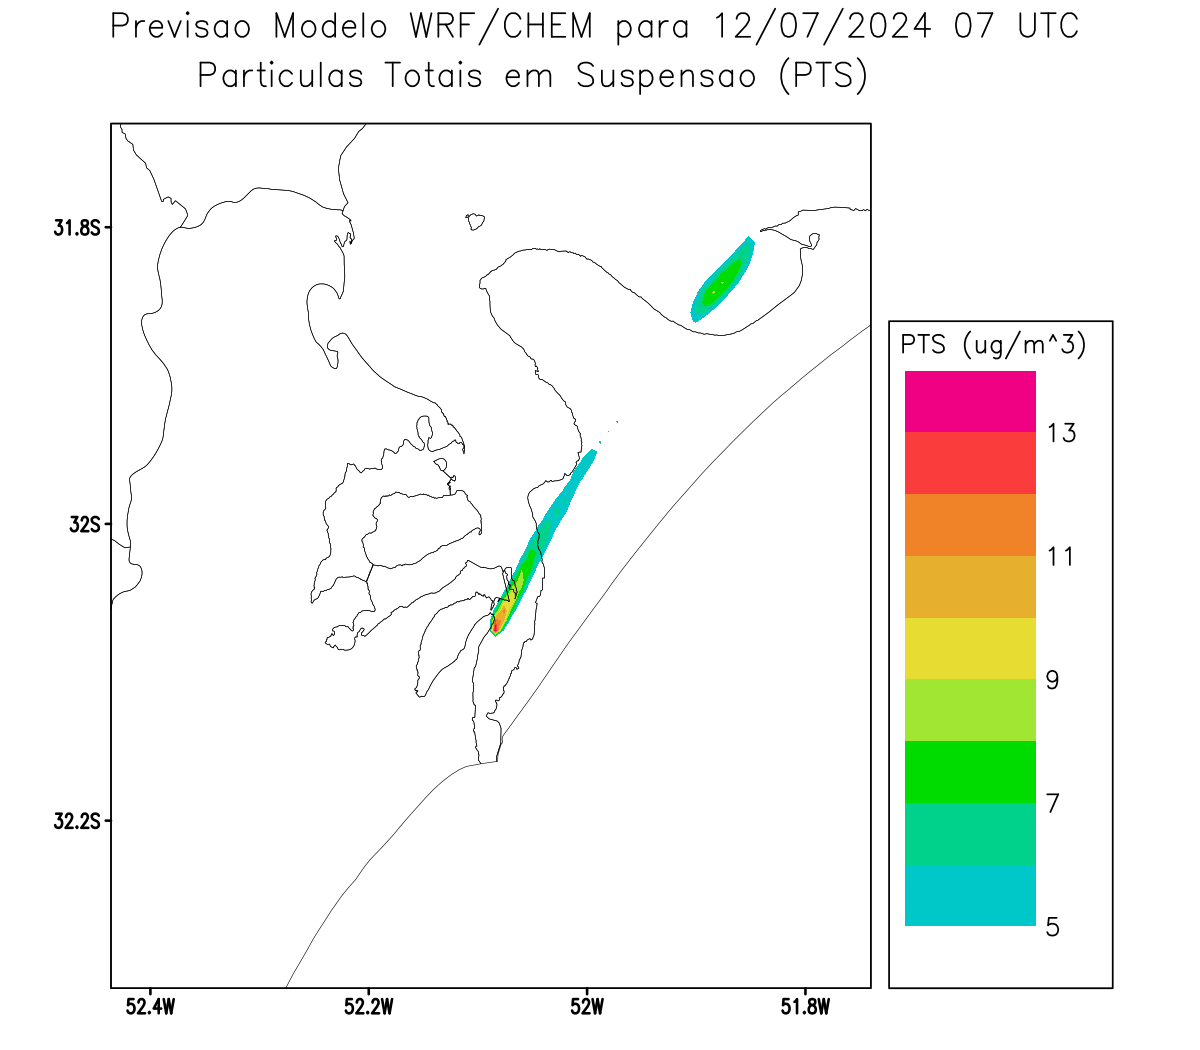 Previsao Modelo WRF/CHEM para 12/07/2024 07 UTC
Particulas Totais em Suspensao (PTS)
31.8S
32S
32.2S
52.4W
52.2W
52W
51.8W
PTS (ug/m^3)
13
11
9
7
5